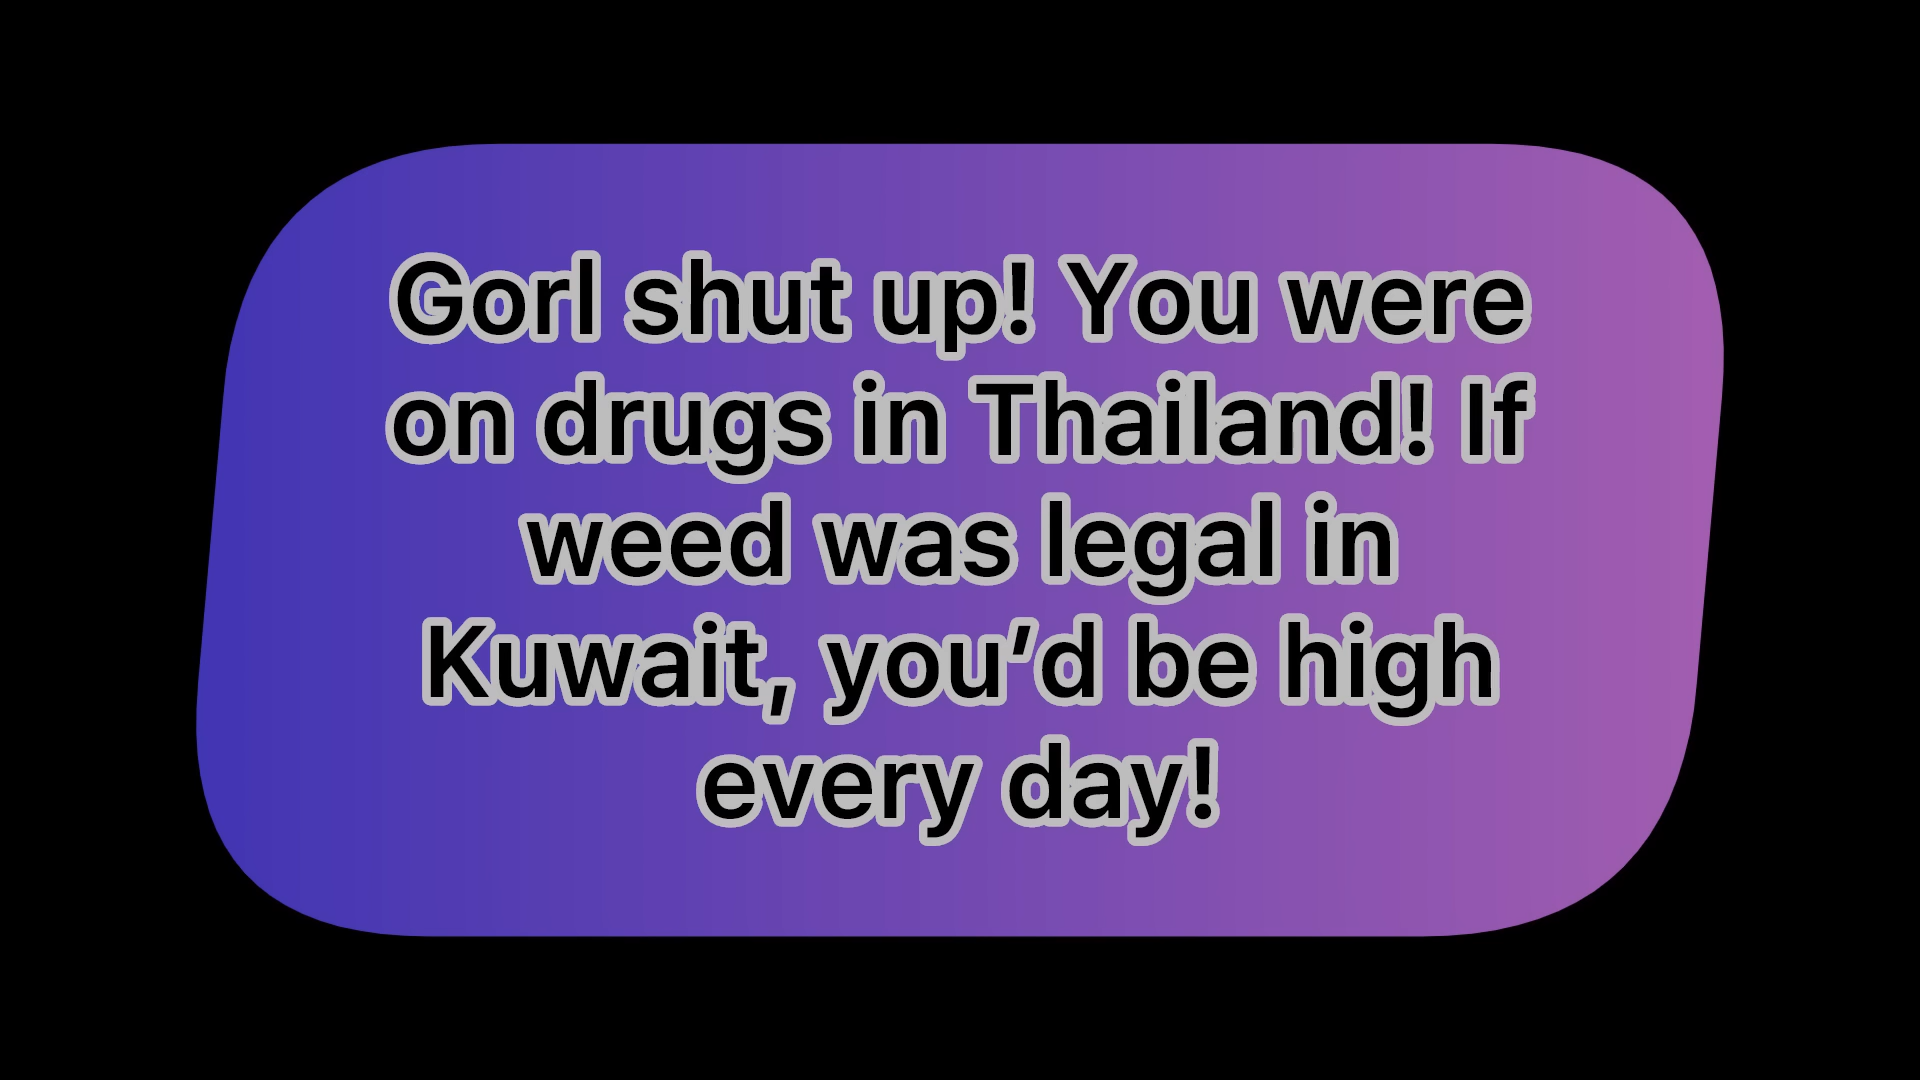 Gorl shut up! You were
on drugs in Thailand! If
weed was legal in
Kuwait, you’d be high
every day!